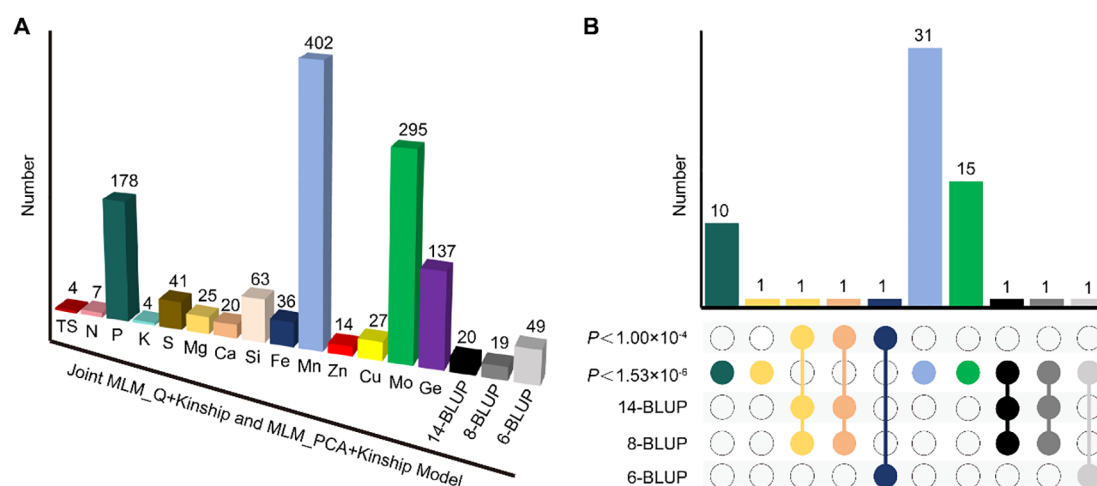 A
Number
4
7
178
4
41
25
20
63
36
402
14
27
295
137
20
19
49
TS
N
P
K
S
Mg
Ca
Si
Fe
Mn
Zn
Cu
Mo
Ge
14-BLUP
8-BLUP
6-BLUP
Joint MLM_Q+Kinship and MLM_PCA+Kinship Model
B
Number
10
1
1
1
1
31
15
1
1
1
P<1.00×10⁻⁴
P<1.53×10⁻⁶
14-BLUP
8-BLUP
6-BLUP